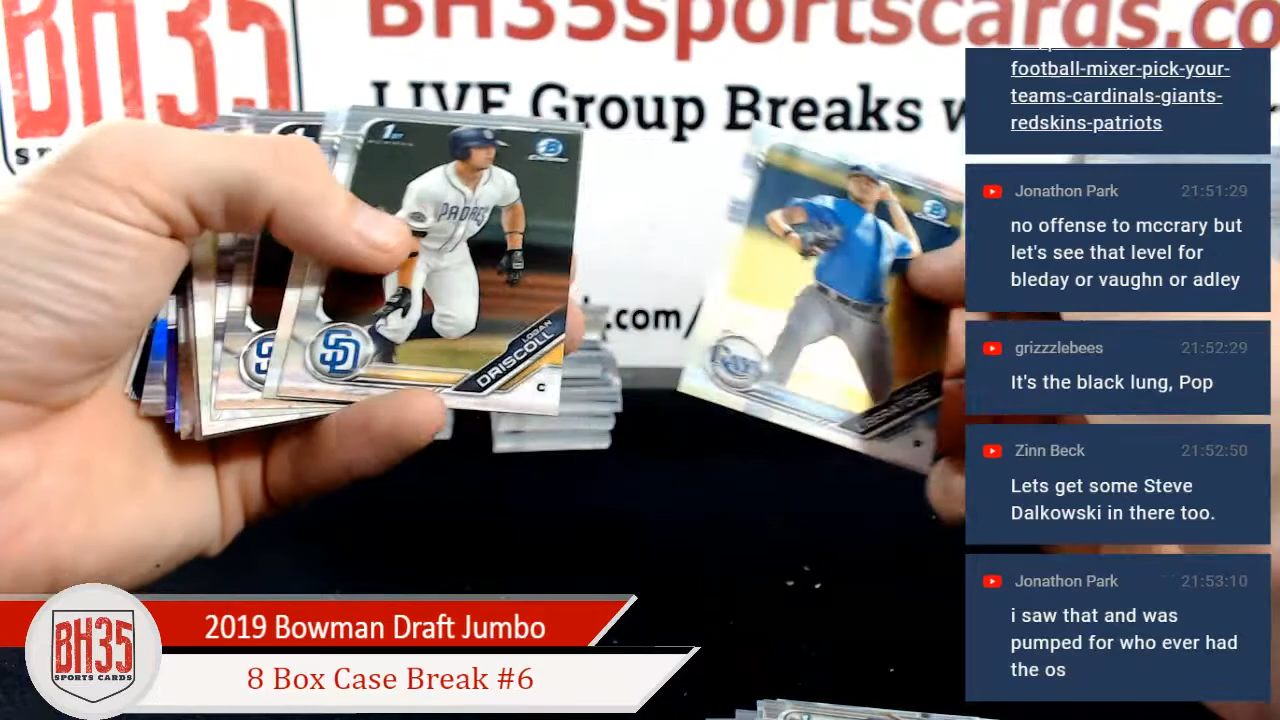 BH35
BH35sportscards.co
LIVE Group Breaks w
.com/
1ST
BOWMAN
PADRES
SD
LOGAN
DRISCOLL
C
RAYS
football-mixer-pick-your-
teams-cardinals-giants-
redskins-patriots
Jonathon Park 21:51:29
no offense to mccrary but
let's see that level for
bleday or vaughn or adley
grizzzlebees 21:52:29
It's the black lung, Pop
Zinn Beck 21:52:50
Lets get some Steve
Dalkowski in there too.
Jonathon Park 21:53:10
i saw that and was
pumped for who ever had
the os
BH35
SPORTS CARDS
2019 Bowman Draft Jumbo
8 Box Case Break #6